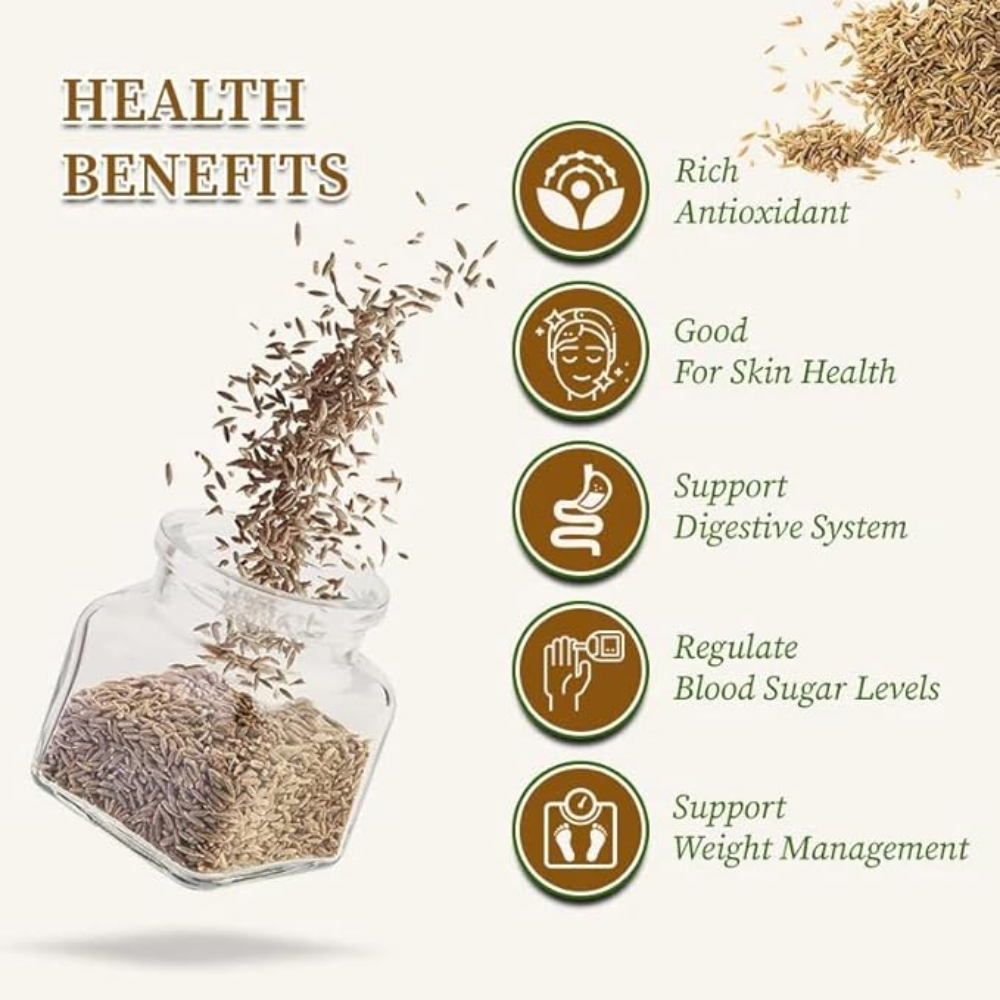 HEALTH
BENEFITS
Rich
Antioxidant
Good
For Skin Health
Support
Digestive System
Regulate
Blood Sugar Levels
Support
Weight Management